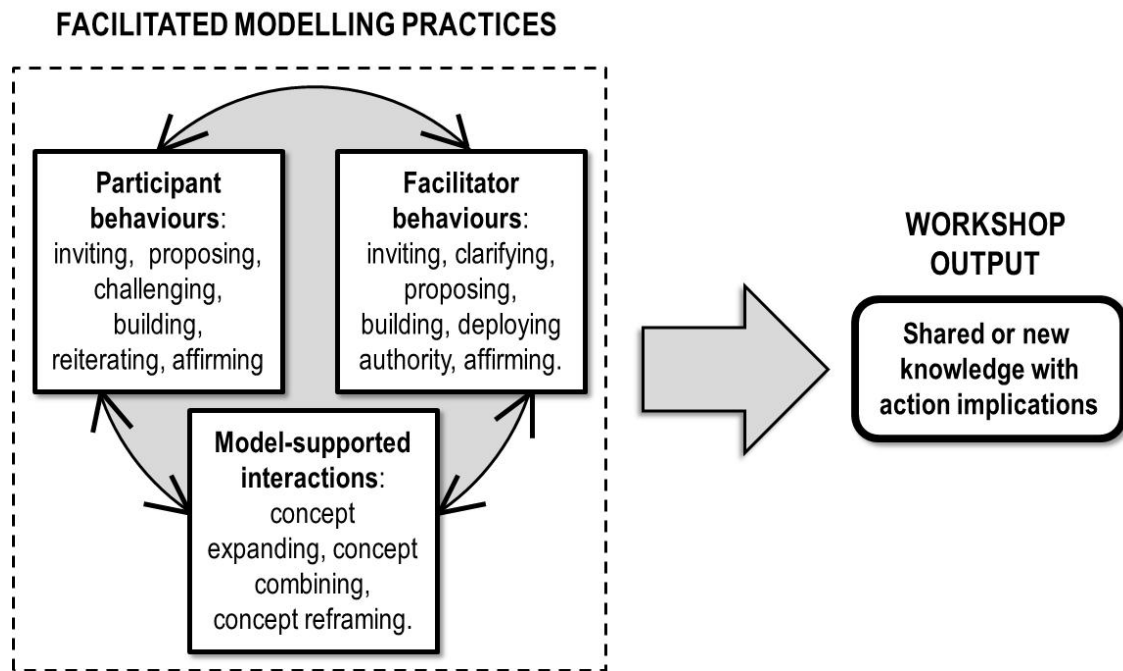 FACILITATED MODELLING PRACTICES
Participant
behaviours:
inviting, proposing,
challenging,
building,
reiterating, affirming
Facilitator
behaviours:
inviting, clarifying,
proposing,
building, deploying
authority, affirming.
Model-supported
interactions:
concept
expanding, concept
combining,
concept reframing.
WORKSHOP
OUTPUT
Shared or new
knowledge with
action implications